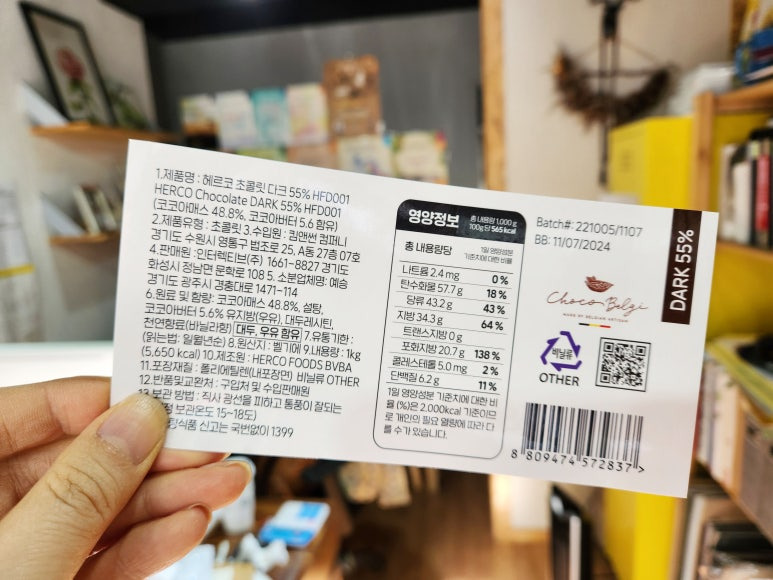 1.제품명 : 헤르코 초콜릿 다크 55% HFD001
HERCO Chocolate DARK 55% HFD001
(코코아매스 48.8%, 코코아버터 5.6 함유)
2.제품유형 : 초콜릿 3.수입원 : 킴앤썬 컴퍼니
경기도 수원시 영통구 법조로 25, A동 27층 07호
4.판매원 : 인터렉티브(주) 1661-8827 경기도
화성시 정남면 문학로 108 5.소분업체명: 예승
경기도 광주시 경충대로 1471-114
6.원료 및 함량: 코코아매스 48.8%, 설탕,
코코아버터 5.6% 유지방(우유), 대두레시틴,
천연향료(바닐라향) 대두, 우유 함유 7.유통기한 :
(읽는법: 일월년순) 8.원산지 : 벨기에 9.내용량 : 1kg
(5,650 kcal) 10.제조원 : HERCO FOODS BVBA
11.포장재질 : 폴리에틸렌(내포장면) 비닐류 OTHER
12.반품및교환처 : 구입처 및 수입판매원
보관 방법 : 직사 광선을 피하고 통풍이 잘되는
보관온도 15~18도)
신고는 국번없이 1399
영양정보
총 내용량 1,000 g
100g당 565 kcal
총 내용량당
1일 영양성분
기준치에 대한 비율
나트륨 2.4 mg 0 %
탄수화물 57.7 g 18 %
당류 43.2 g 43 %
지방 34.3 g 64 %
트랜스지방 0 g
포화지방 20.7 g 138 %
콜레스테롤 5.0 mg 2 %
단백질 6.2 g 11 %
1일 영양성분 기준치에 대한 비
율 (%)은 2,000kcal 기준이므
로 개인의 필요 열량에 따라 다
를 수가 있습니다.
Batch#: 221005/1107
BB: 11/07/2024
Choco Belgi
MADE BY BELGIAN ARTISAN
비닐류
OTHER
8 809474 572837 >
DARK 55%